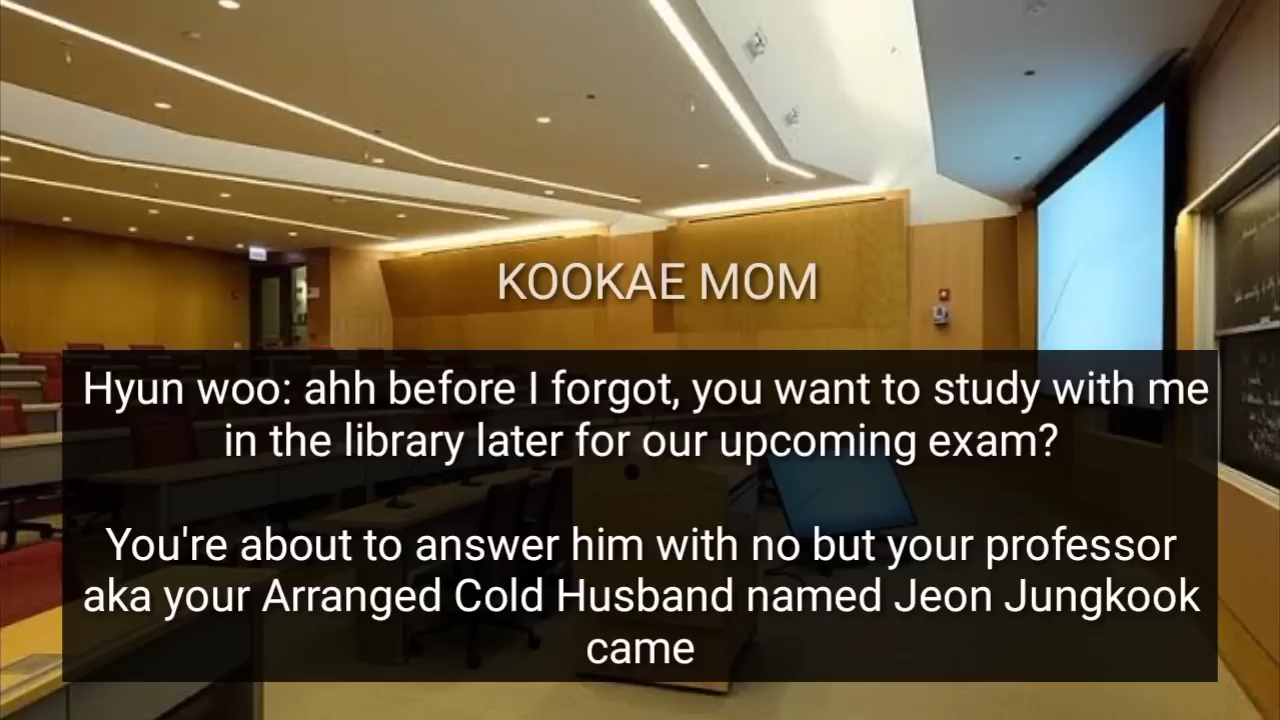 KOOKAE MOM
Hyun woo: ahh before I forgot, you want to study with me
in the library later for our upcoming exam?
You're about to answer him with no but your professor
aka your Arranged Cold Husband named Jeon Jungkook
came